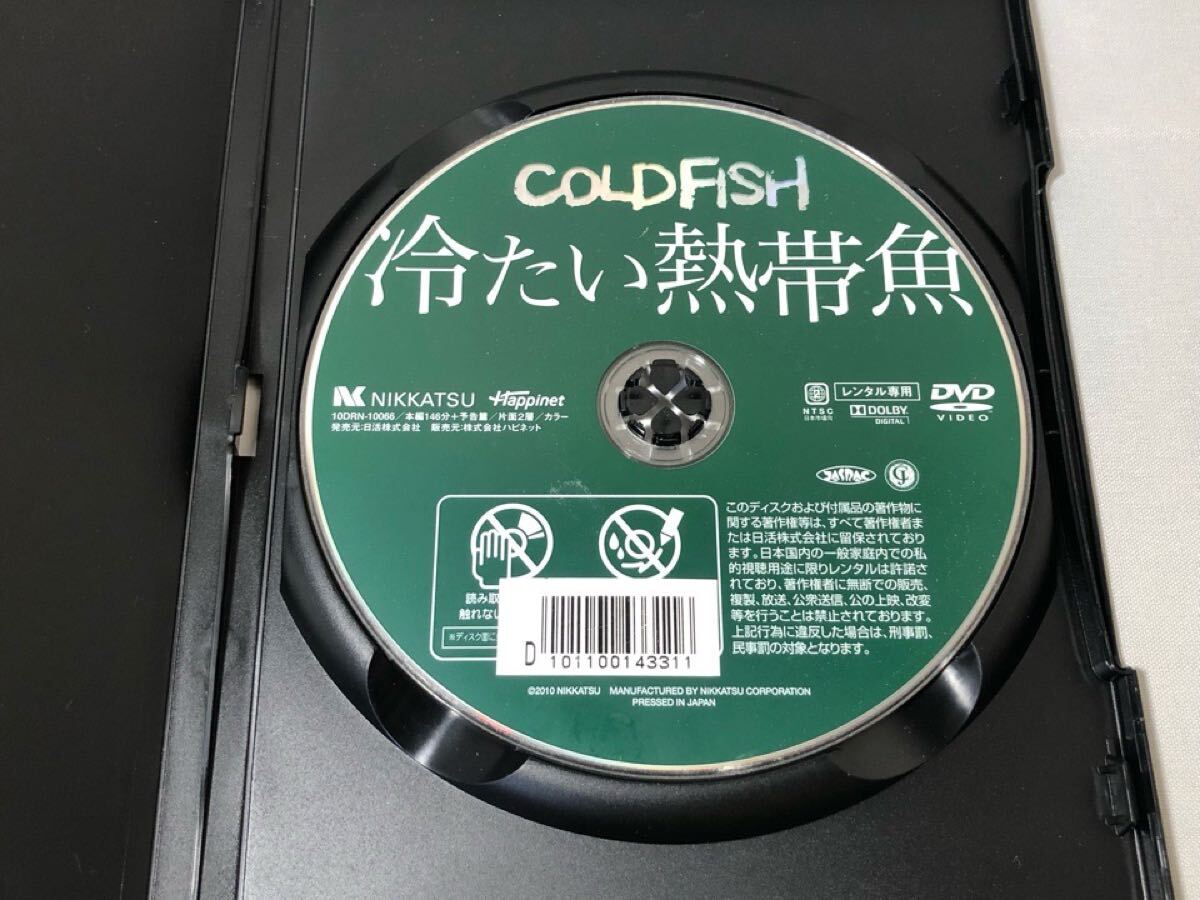 COLD FISH
冷たい熱帯魚
NIKKATSU Happinet
10DRN-10066/本編146分+予告篇/片面2層/カラー
発売元:日活株式会社 販売元:株式会社ハピネット
2 レンタル専用 DVD
NTSC 日本市場向 DOLBY DIGITAL VIDEO
JASRAC
読み取
触れない
※ディスク面に
このディスクおよび付属品の著作物に
関する著作権等は、すべて著作権者ま
たは日活株式会社に留保されており
ます。日本国内の一般家庭内での私
的視聴用途に限りレンタルは許諾さ
れており、著作権者に無断での販売、
複製、放送、公衆送信、公の上映、改変
等を行うことは禁止されております。
上記行為に違反した場合は、刑事罰、
民事罰の対象となります。
D 101100143311
©2010 NIKKATSU MANUFACTURED BY NIKKATSU CORPORATION
PRESSED IN JAPAN